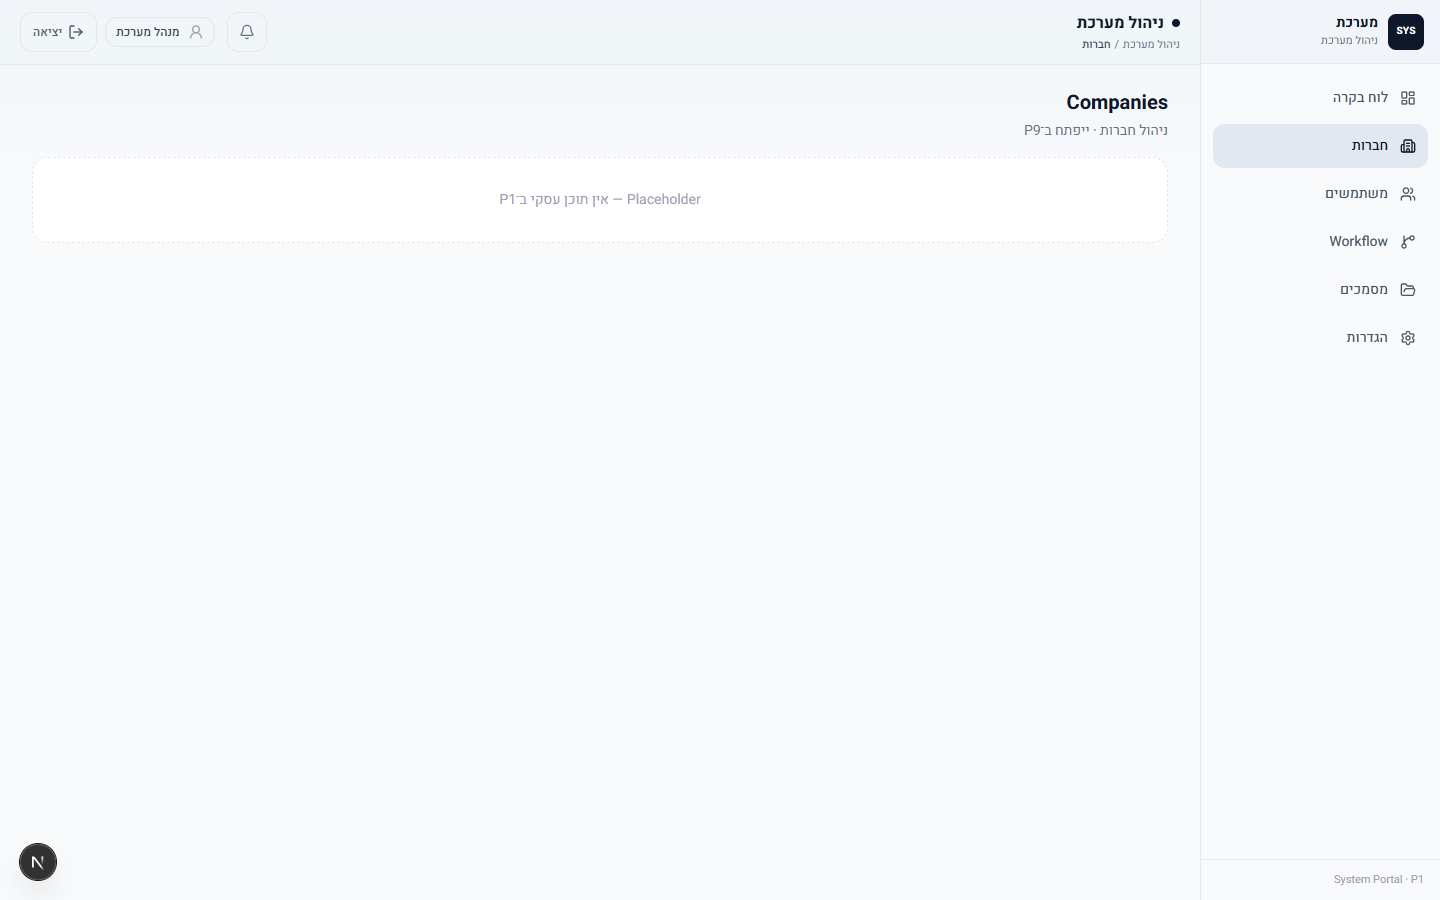 SYS
מערכת
ניהול מערכת
לוח בקרה
חברות
משתמשים
Workflow
מסמכים
הגדרות
System Portal · P1
ניהול מערכת
ניהול מערכת / חברות
מנהל מערכת
יציאה
Companies
ניהול חברות · ייפתח ב־P9
Placeholder — אין תוכן עסקי ב־P1
N